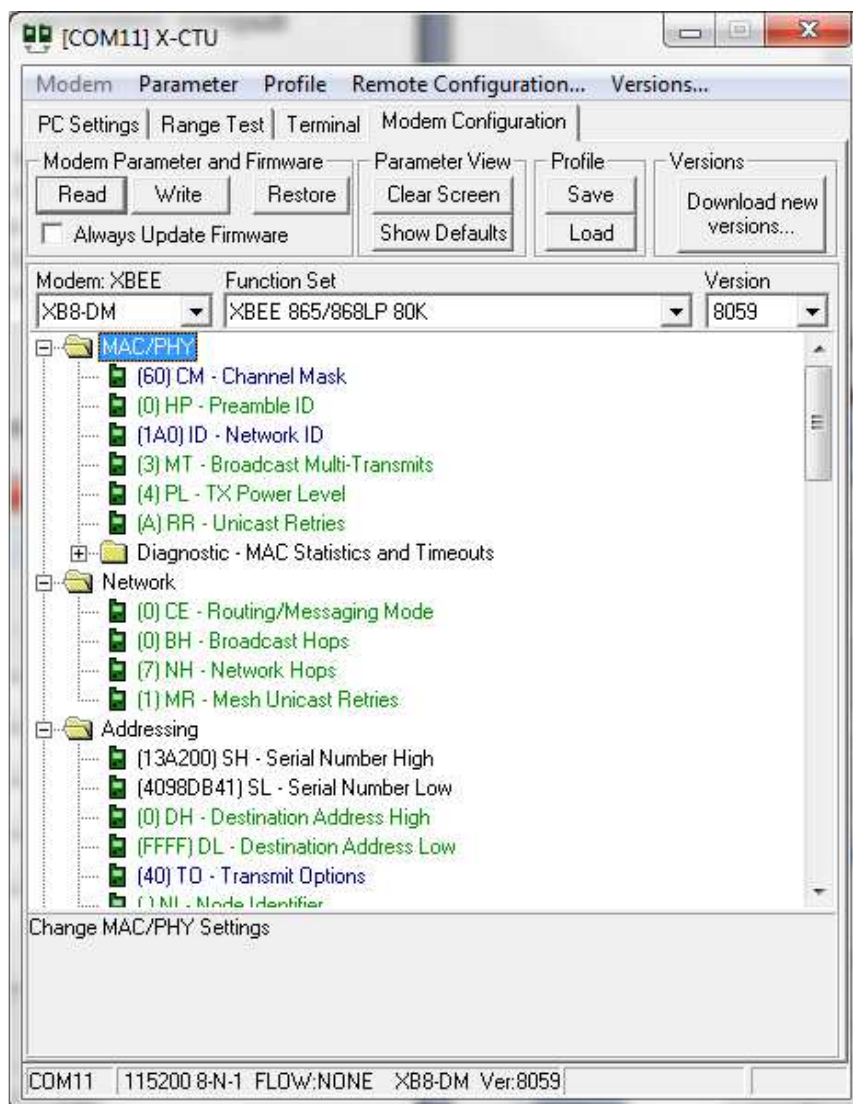 [COM11] X-CTU
Modem Parameter Profile Remote Configuration... Versions...
PC Settings Range Test Terminal Modem Configuration
Modem Parameter and Firmware Parameter View Profile Versions
Read Write Restore Clear Screen Save Download new versions...
Always Update Firmware Show Defaults Load
Modem: XBEE Function Set Version
XB8-DM XBEE 865/868LP 80K 8059
MAC/PHY
(60) CM - Channel Mask
(0) HP - Preamble ID
(1A0) ID - Network ID
(3) MT - Broadcast Multi-Transmits
(4) PL - TX Power Level
(A) RR - Unicast Retries
Diagnostic - MAC Statistics and Timeouts
Network
(0) CE - Routing/Messaging Mode
(0) BH - Broadcast Hops
(7) NH - Network Hops
(1) MR - Mesh Unicast Retries
Addressing
(13A200) SH - Serial Number High
(4098DB41) SL - Serial Number Low
(0) DH - Destination Address High
(FFFF) DL - Destination Address Low
(40) TO - Transmit Options
( ) NI - Node Identifier
Change MAC/PHY Settings
COM11 115200 8-N-1 FLOW:NONE XB8-DM Ver:8059